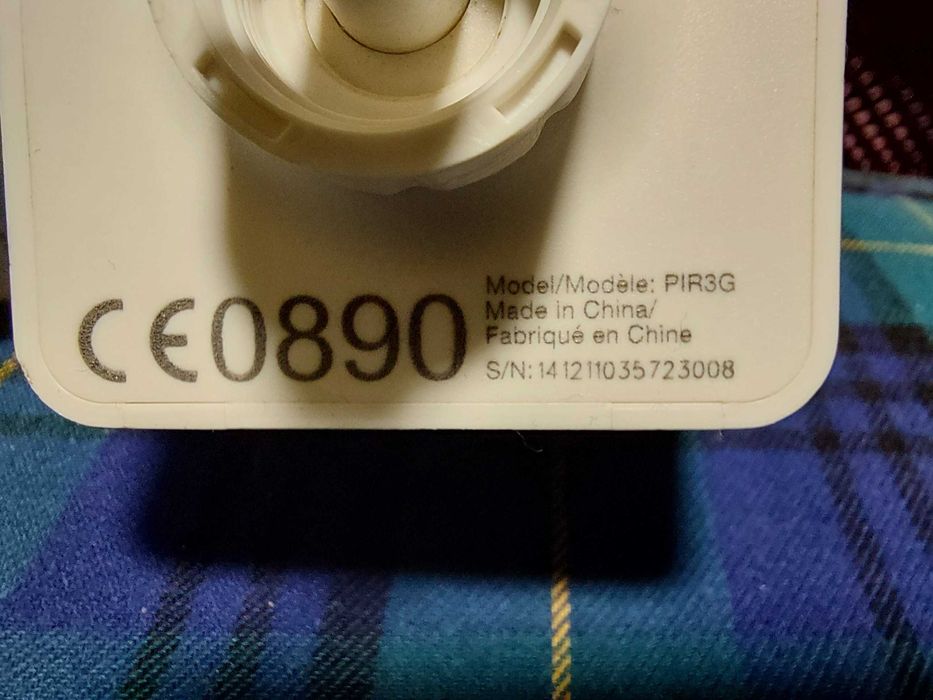 CE0890
Model/Modèle: PIR3G
Made in China/
Fabriqué en Chine
S/N:141211035723008